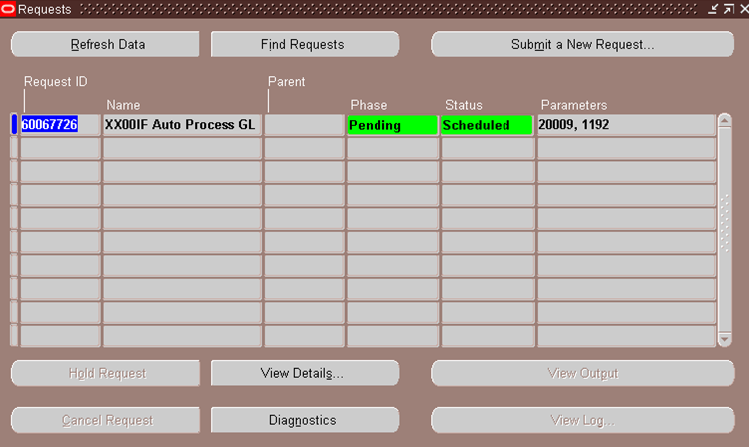 Requests
Refresh Data Find Requests Submit a New Request...
Request ID Parent
Name Phase Status Parameters
60067726 XX00IF Auto Process GL Pending Scheduled 20009, 1192
Hold Request View Details... View Output
Cancel Request Diagnostics View Log...